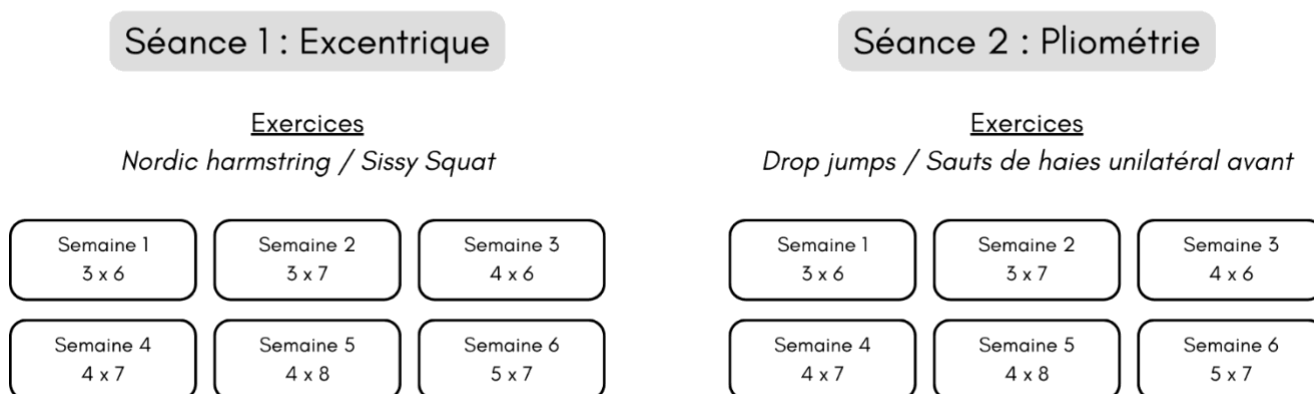 Séance 1 : Excentrique
Exercices
Nordic harmstring / Sissy Squat
Semaine 1
3 x 6
Semaine 2
3 x 7
Semaine 3
4 x 6
Semaine 4
4 x 7
Semaine 5
4 x 8
Semaine 6
5 x 7
Séance 2 : Pliométrie
Exercices
Drop jumps / Sauts de haies unilatéral avant
Semaine 1
3 x 6
Semaine 2
3 x 7
Semaine 3
4 x 6
Semaine 4
4 x 7
Semaine 5
4 x 8
Semaine 6
5 x 7